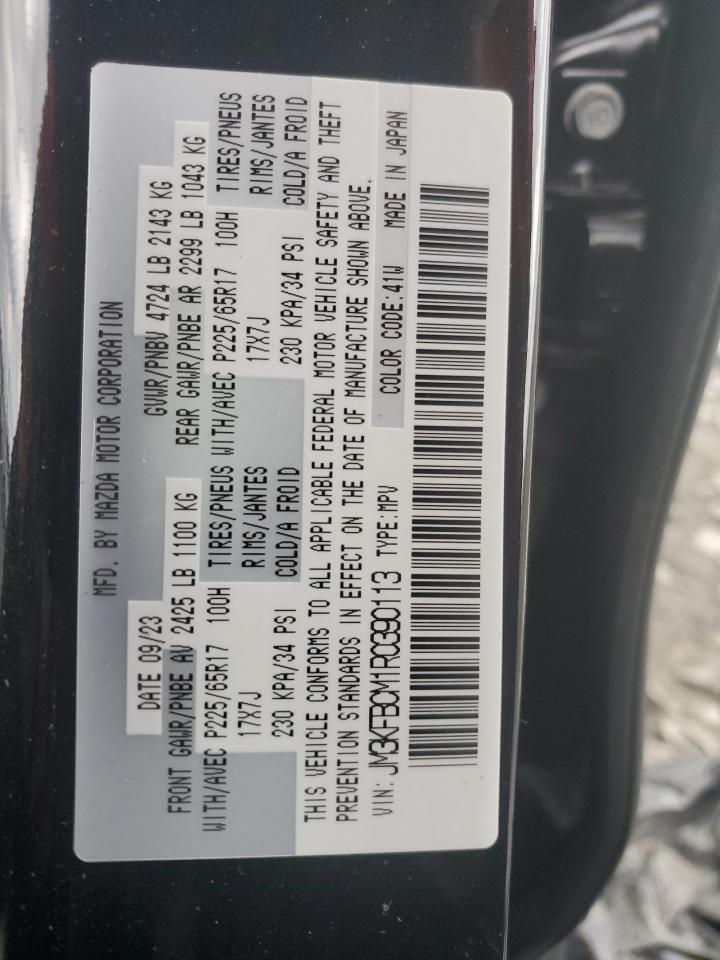 MFD. BY MAZDA MOTOR CORPORATION
DATE 09/23 GVWR/PNBV 4724 LB 2143 KG
FRONT GAWR/PNBE AV 2425 LB 1100 KG REAR GAWR/PNBE AR 2299 LB 1043 KG
WITH/AVEC P225/65R17 100H TIRES/PNEUS WITH/AVEC P225/65R17 100H TIRES/PNEUS
17X7J RIMS/JANTES 17X7J RIMS/JANTES
230 KPA/34 PSI COLD/A FROID 230 KPA/34 PSI COLD/A FROID
THIS VEHICLE CONFORMS TO ALL APPLICABLE FEDERAL MOTOR VEHICLE SAFETY AND THEFT
PREVENTION STANDARDS IN EFFECT ON THE DATE OF MANUFACTURE SHOWN ABOVE.
VIN: JM3KFBCM1R0390113 TYPE:MPV COLOR CODE:41W MADE IN JAPAN
10